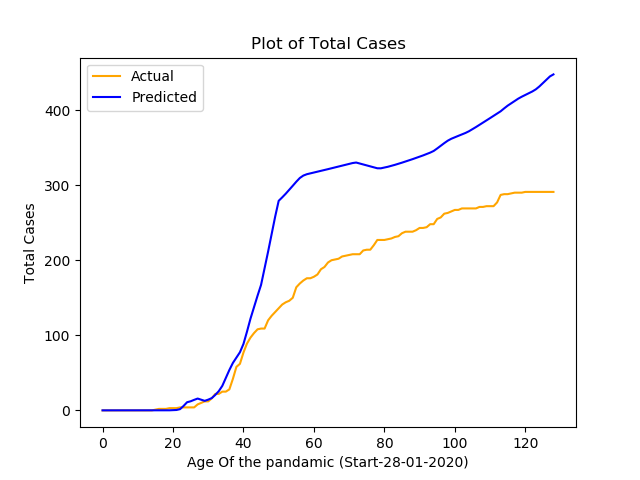 Plot of Total Cases
Actual
Predicted
400
300
200
100
0
Total Cases
0 20 40 60 80 100 120
Age Of the pandamic (Start-28-01-2020)